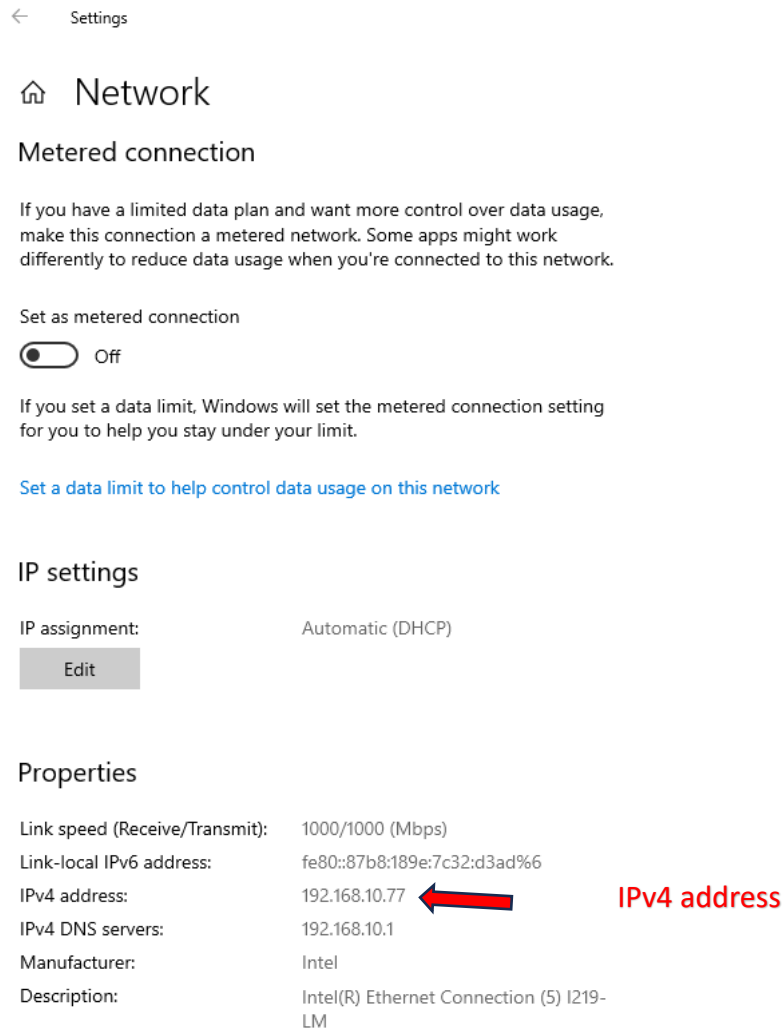 Settings
Network
Metered connection
If you have a limited data plan and want more control over data usage,
make this connection a metered network. Some apps might work
differently to reduce data usage when you're connected to this network.
Set as metered connection
Off
If you set a data limit, Windows will set the metered connection setting
for you to help you stay under your limit.
Set a data limit to help control data usage on this network
IP settings
IP assignment: Automatic (DHCP)
Edit
Properties
Link speed (Receive/Transmit): 1000/1000 (Mbps)
Link-local IPv6 address: fe80::87b8:189e:7c32:d3ad%6
IPv4 address: 192.168.10.77 IPv4 address
IPv4 DNS servers: 192.168.10.1
Manufacturer: Intel
Description: Intel(R) Ethernet Connection (5) I219-
LM